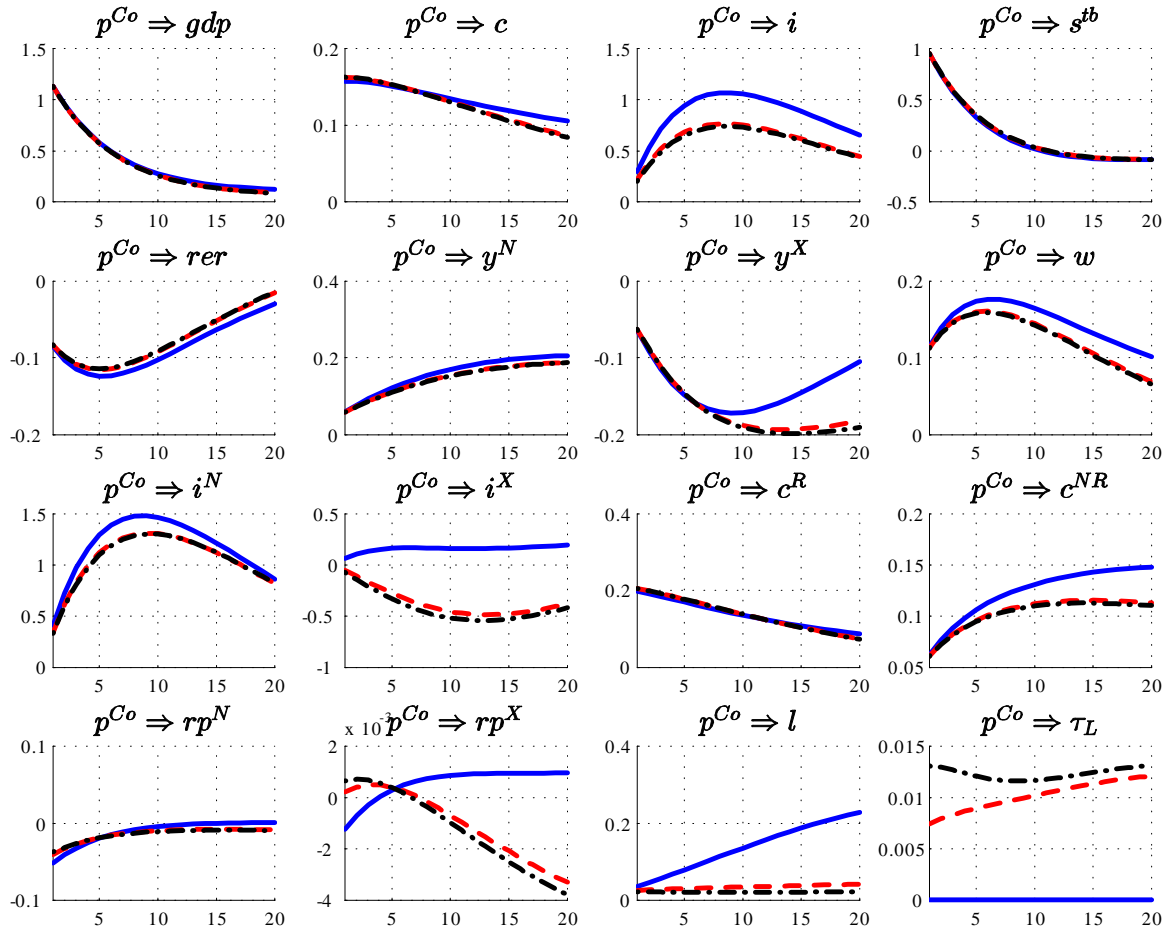 p^{Co} ⇒ gdp
p^{Co} ⇒ c
p^{Co} ⇒ i
p^{Co} ⇒ s^{tb}
1.5
1
0.5
0
5 10 15 20
0.2
0.1
0
5 10 15 20
1.5
1
0.5
0
5 10 15 20
1
0.5
0
-0.5
5 10 15 20
p^{Co} ⇒ rer
p^{Co} ⇒ y^N
p^{Co} ⇒ y^X
p^{Co} ⇒ w
0
-0.1
-0.2
5 10 15 20
0.4
0.2
0
5 10 15 20
0
-0.1
-0.2
5 10 15 20
0.2
0.1
0
5 10 15 20
p^{Co} ⇒ i^N
p^{Co} ⇒ i^X
p^{Co} ⇒ c^R
p^{Co} ⇒ c^{NR}
1.5
1
0.5
0
5 10 15 20
0.5
0
-0.5
-1
5 10 15 20
0.4
0.2
0
5 10 15 20
0.2
0.15
0.1
0.05
5 10 15 20
p^{Co} ⇒ rp^N
p^{Co} ⇒ rp^X
p^{Co} ⇒ l
p^{Co} ⇒ τ_L
0.1
0
-0.1
5 10 15 20
x 10^{-3}
2
0
-2
-4
5 10 15 20
0.4
0.2
0
5 10 15 20
0.015
0.01
0.005
0
5 10 15 20